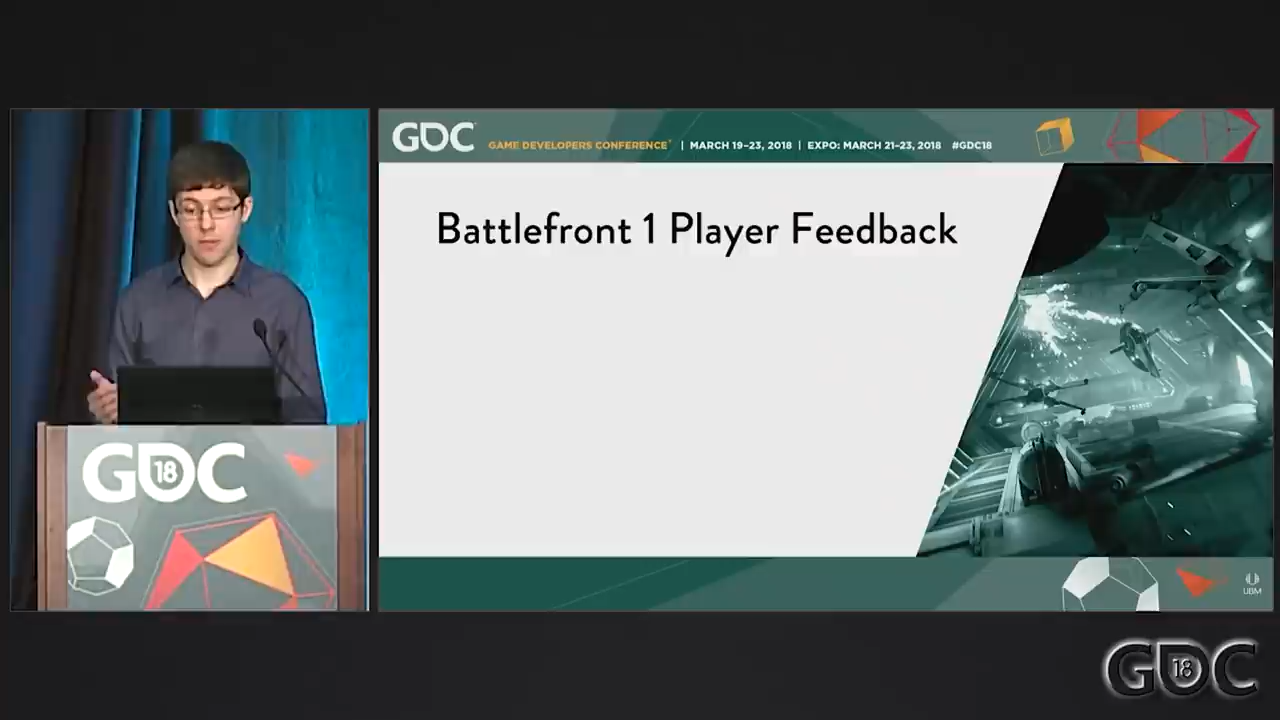 GDC
GAME DEVELOPERS CONFERENCE | MARCH 19–23, 2018 | EXPO: MARCH 21–23, 2018 #GDC18
Battlefront 1 Player Feedback
GDC
18
UBM
GDC
18